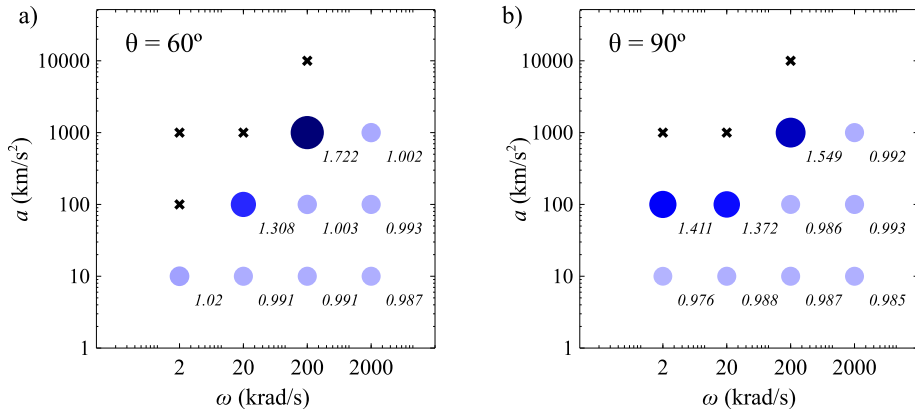 a)
θ = 60º
10000
1000
1.722 1.002
100
1.308 1.003 0.993
10
1.02 0.991 0.991 0.987
1
2 20 200 2000
ω (krad/s)
a (km/s²)
b)
θ = 90º
10000
1000
1.549 0.992
100
1.411 1.372 0.986 0.993
10
0.976 0.988 0.987 0.985
1
2 20 200 2000
ω (krad/s)
a (km/s²)